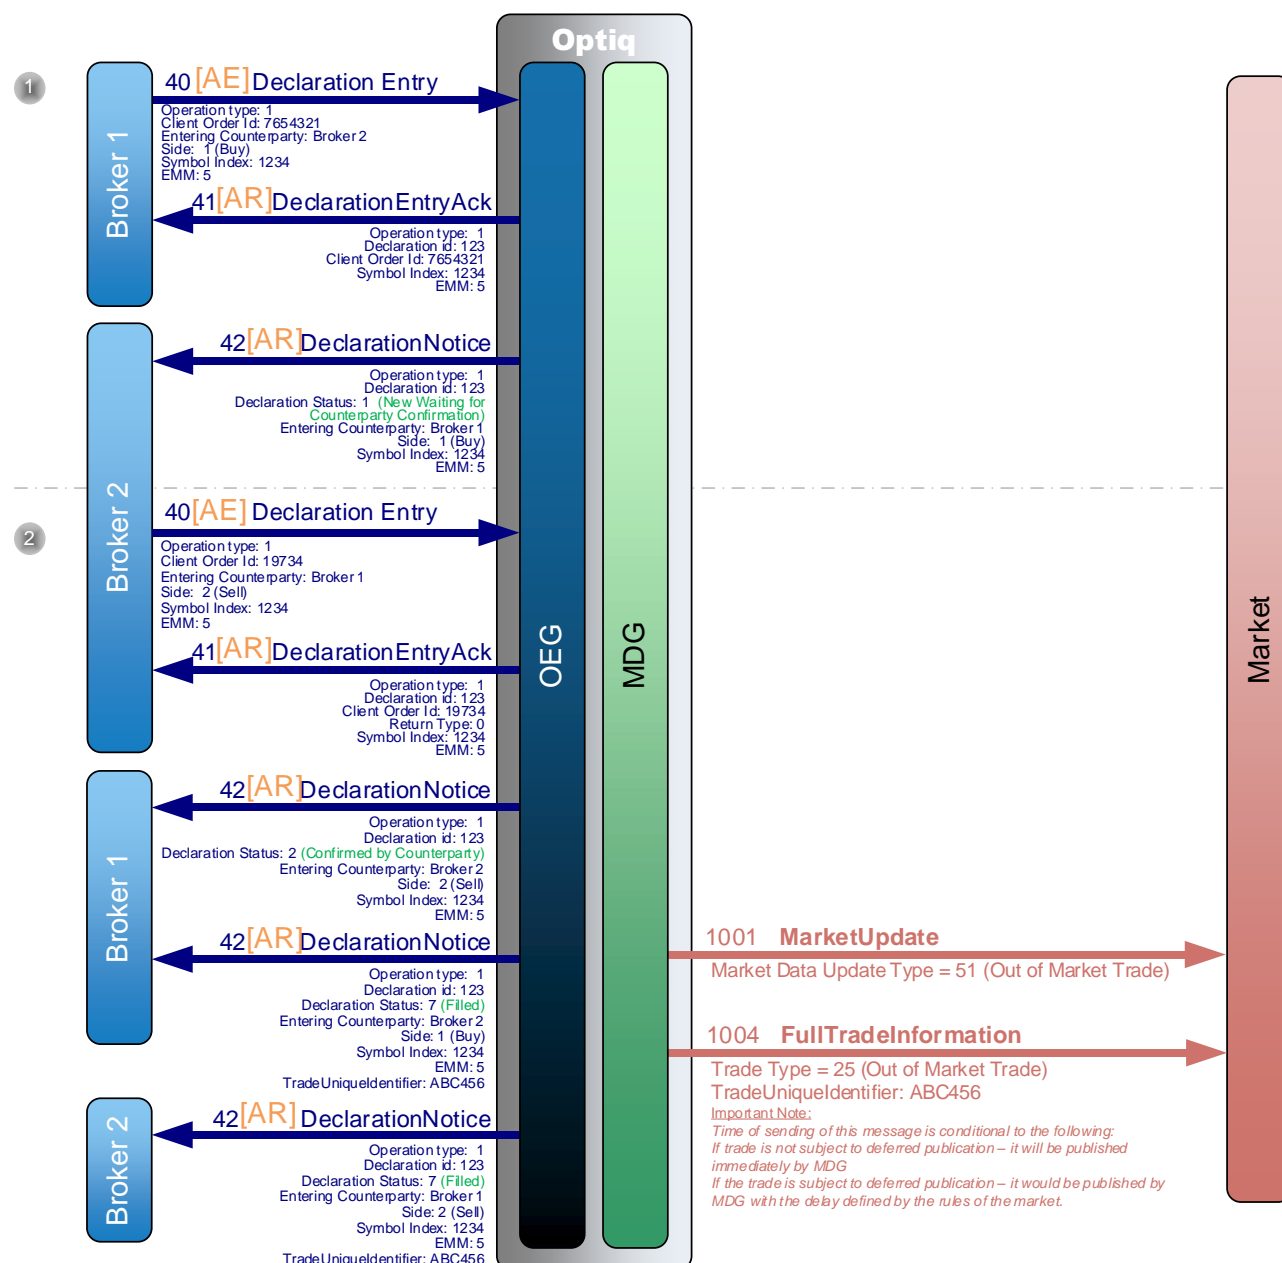 Optiq
1
Broker 1
40 [AE] Declaration Entry
Operation type: 1
Client Order Id: 7654321
Entering Counterparty: Broker 2
Side: 1 (Buy)
Symbol Index: 1234
EMM: 5
41 [AR] DeclarationEntryAck
Operation type: 1
Declaration id: 123
Client Order Id: 7654321
Symbol Index: 1234
EMM: 5
Broker 2
42 [AR] DeclarationNotice
Operation type: 1
Declaration id: 123
Declaration Status: 1 (New Waiting for
Counterparty Confirmation)
Entering Counterparty: Broker 1
Side: 1 (Buy)
Symbol Index: 1234
EMM: 5
2
40 [AE] Declaration Entry
Operation type: 1
Client Order Id: 19734
Entering Counterparty: Broker 1
Side: 2 (Sell)
Symbol Index: 1234
EMM: 5
41 [AR] DeclarationEntryAck
Operation type: 1
Declaration id: 123
Client Order Id: 19734
Return Type: 0
Symbol Index: 1234
EMM: 5
OEG
MDG
Market
Broker 1
42 [AR] DeclarationNotice
Operation type: 1
Declaration id: 123
Declaration Status: 2 (Confirmed by Counterparty)
Entering Counterparty: Broker 2
Side: 2 (Sell)
Symbol Index: 1234
EMM: 5
42 [AR] DeclarationNotice
Operation type: 1
Declaration id: 123
Declaration Status: 7 (Filled)
Entering Counterparty: Broker 2
Side: 1 (Buy)
Symbol Index: 1234
EMM: 5
TradeUniqueIdentifier: ABC456
1001 MarketUpdate
Market Data Update Type = 51 (Out of Market Trade)
1004 FullTradeInformation
Trade Type = 25 (Out of Market Trade)
TradeUniqueIdentifier: ABC456
Important Note:
Time of sending of this message is conditional to the following:
If trade is not subject to deferred publication – it will be published
immediately by MDG
If the trade is subject to deferred publication – it would be published by
MDG with the delay defined by the rules of the market.
Broker 2
42 [AR] DeclarationNotice
Operation type: 1
Declaration id: 123
Declaration Status: 7 (Filled)
Entering Counterparty: Broker 1
Side: 2 (Sell)
Symbol Index: 1234
EMM: 5
TradeUniqueIdentifier: ABC456